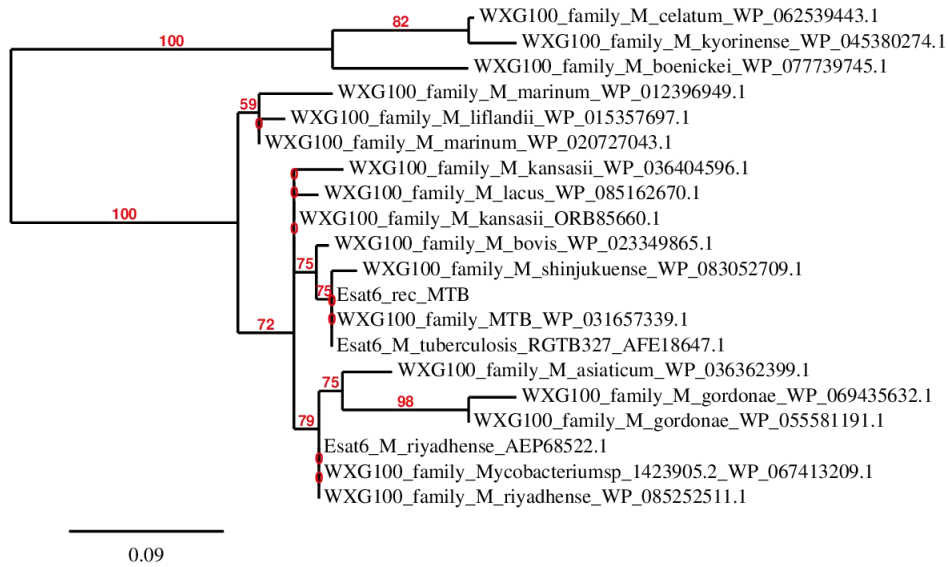 WXG100_family_M_celatum_WP_062539443.1
82
WXG100_family_M_kyorinense_WP_045380274.1
100
WXG100_family_M_boenickei_WP_077739745.1
WXG100_family_M_marinum_WP_012396949.1
59
WXG100_family_M_liflandii_WP_015357697.1
0
WXG100_family_M_marinum_WP_020727043.1
WXG100_family_M_kansasii_WP_036404596.1
0
WXG100_family_M_lacus_WP_085162670.1
0
100
WXG100_family_M_kansasii_ORB85660.1
0
WXG100_family_M_bovis_WP_023349865.1
75
WXG100_family_M_shinjukuense_WP_083052709.1
75
Esat6_rec_MTB
0
WXG100_family_MTB_WP_031657339.1
0
72
Esat6_M_tuberculosis_RGTB327_AFE18647.1
WXG100_family_M_asiaticum_WP_036362399.1
75
WXG100_family_M_gordonae_WP_069435632.1
98
WXG100_family_M_gordonae_WP_055581191.1
79
Esat6_M_riyadhense_AEP68522.1
0
WXG100_family_Mycobacteriumsp_1423905.2_WP_067413209.1
0
WXG100_family_M_riyadhense_WP_085252511.1
0.09